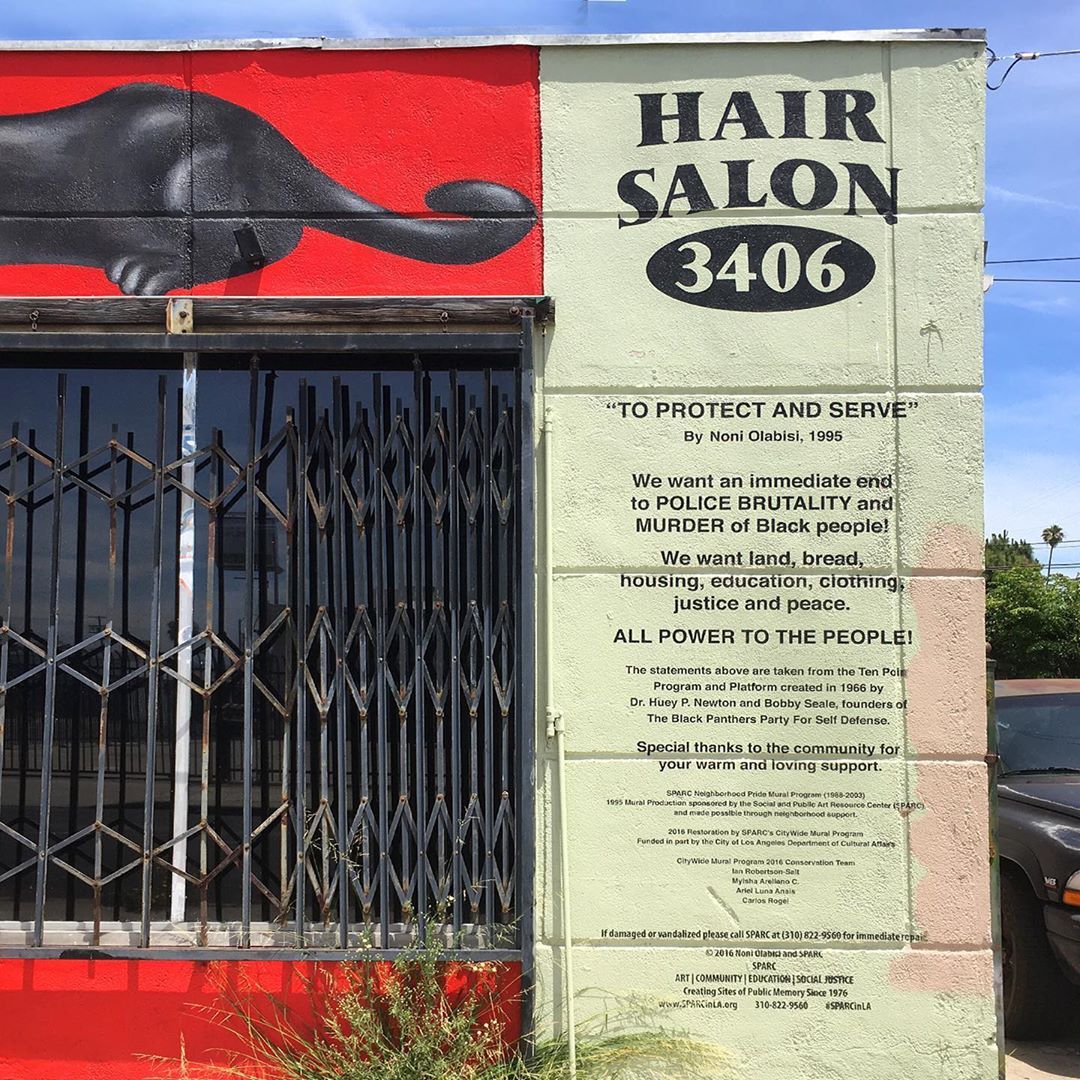 HAIR
SALON
3406
“TO PROTECT AND SERVE”
By Noni Olabisi, 1995
We want an immediate end
to POLICE BRUTALITY and
MURDER of Black people!
We want land, bread,
housing, education, clothing,
justice and peace.
ALL POWER TO THE PEOPLE!
The statements above are taken from the Ten Poin
Program and Platform created in 1966 by
Dr. Huey P. Newton and Bobby Seale, founders of
The Black Panthers Party For Self Defense.
Special thanks to the community for
your warm and loving support.
SPARC Neighborhood Pride Mural Program (1988-2003)
1995 Mural Production sponsored by the Social and Public Art Resource Center (SPARC)
and made possible through neighborhood support.
2016 Restoration by SPARC's CityWide Mural Program
Funded in part by the City of Los Angeles Department of Cultural Affairs
CityWide Mural Program 2016 Conservation Team
Ian Robertson-Salt
Myisha Arellano C.
Ariel Luna Anais
Carlos Rogel
If damaged or vandalized please call SPARC at (310) 822-9560 for immediate repair
© 2016 Noni Olabisi and SPARC
SPARC
ART | COMMUNITY | EDUCATION | SOCIAL JUSTICE
Creating Sites of Public Memory Since 1976
www.SPARCinLA.org 310-822-9560 #SPARCinLA